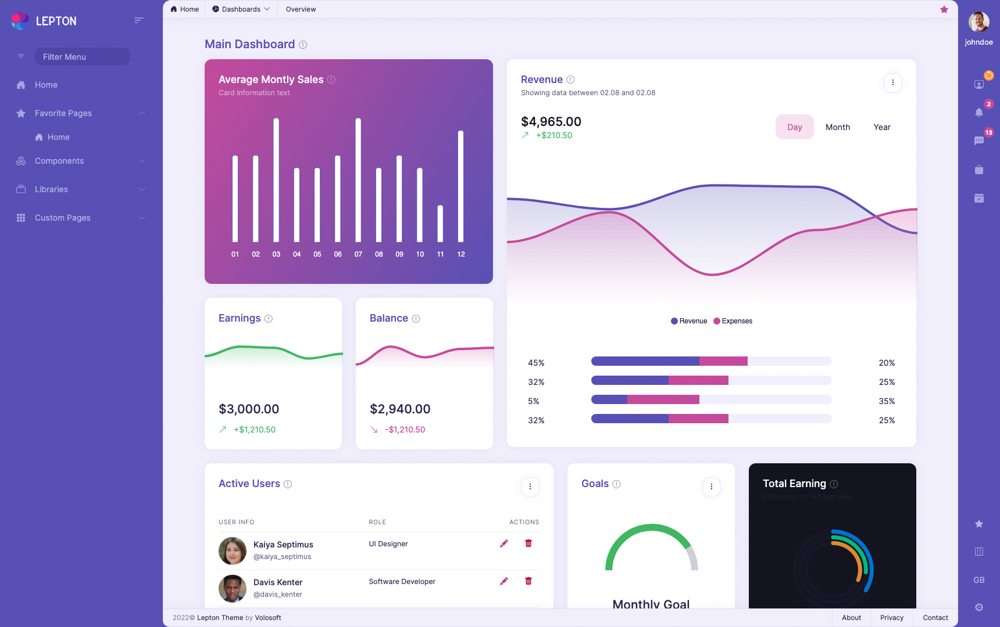 LEPTON
Filter Menu
Home
Favorite Pages
Home
Components
Libraries
Custom Pages
Home
Dashboards
Overview
Main Dashboard
Average Montly Sales
Card Information text
01 02 03 04 05 06 07 08 09 10 11 12
Revenue
Showing data between 02.08 and 02.08
$4,965.00
+$210.50
Day Month Year
Revenue Expenses
45% 20%
32% 25%
5% 35%
32% 25%
Earnings
$3,000.00
+$1,210.50
Balance
$2,940.00
-$1,210.50
Active Users
USER INFO ROLE ACTIONS
Kaiya Septimus UI Designer
@kaiya_septimus
Davis Kenter Software Developer
@davis_kenter
Goals
Monthly Goal
Total Earning
Compared to 144 last year
2022© Lepton Theme by Volosoft
About Privacy Contact
johndoe
2
13
GB